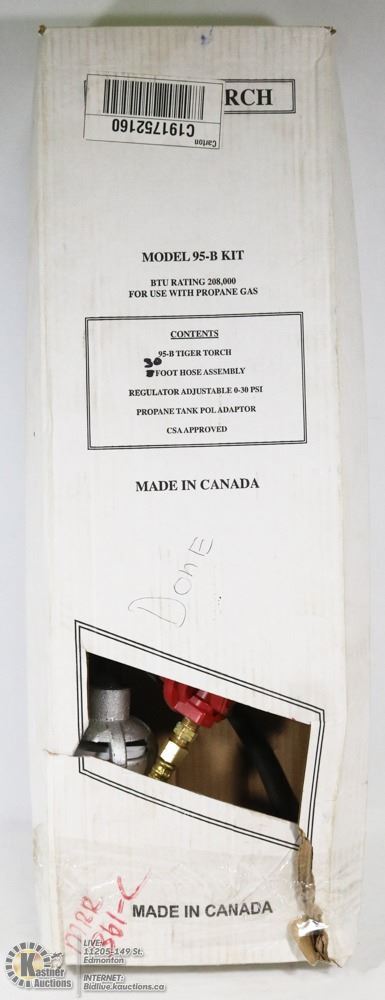 RCH
Carton
C191752160
MODEL 95-B KIT
BTU RATING 208,000
FOR USE WITH PROPANE GAS
CONTENTS
95-B TIGER TORCH
30 FOOT HOSE ASSEMBLY
REGULATOR ADJUSTABLE 0-30 PSI
PROPANE TANK POL ADAPTOR
CSA APPROVED
MADE IN CANADA
DONE
361-C
MADE IN CANADA
LIVE:
11205-149 St,
Edmonton
INTERNET:
Bidlive.kauctions.ca
Kastner
Auctions